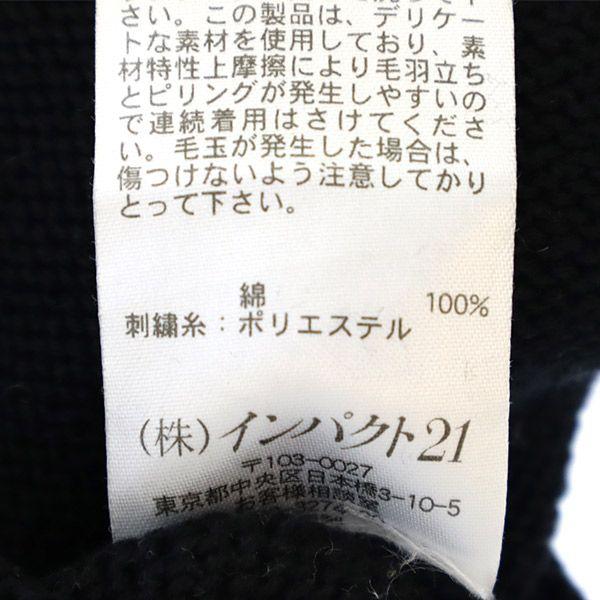 さい。この製品は、デリケー
トな素材を使用しており、素
材特性上摩擦により毛羽立ち
とピリングが発生しやすいの
で連続着用はさけてくださ
い。毛玉が発生した場合は、
傷つけないよう注意してかり
とって下さい。
綿 100%
刺繍糸：ポリエステル
（株）インパクト21
〒103-0027
東京都中央区日本橋3-10-5
お客様相談室
3274